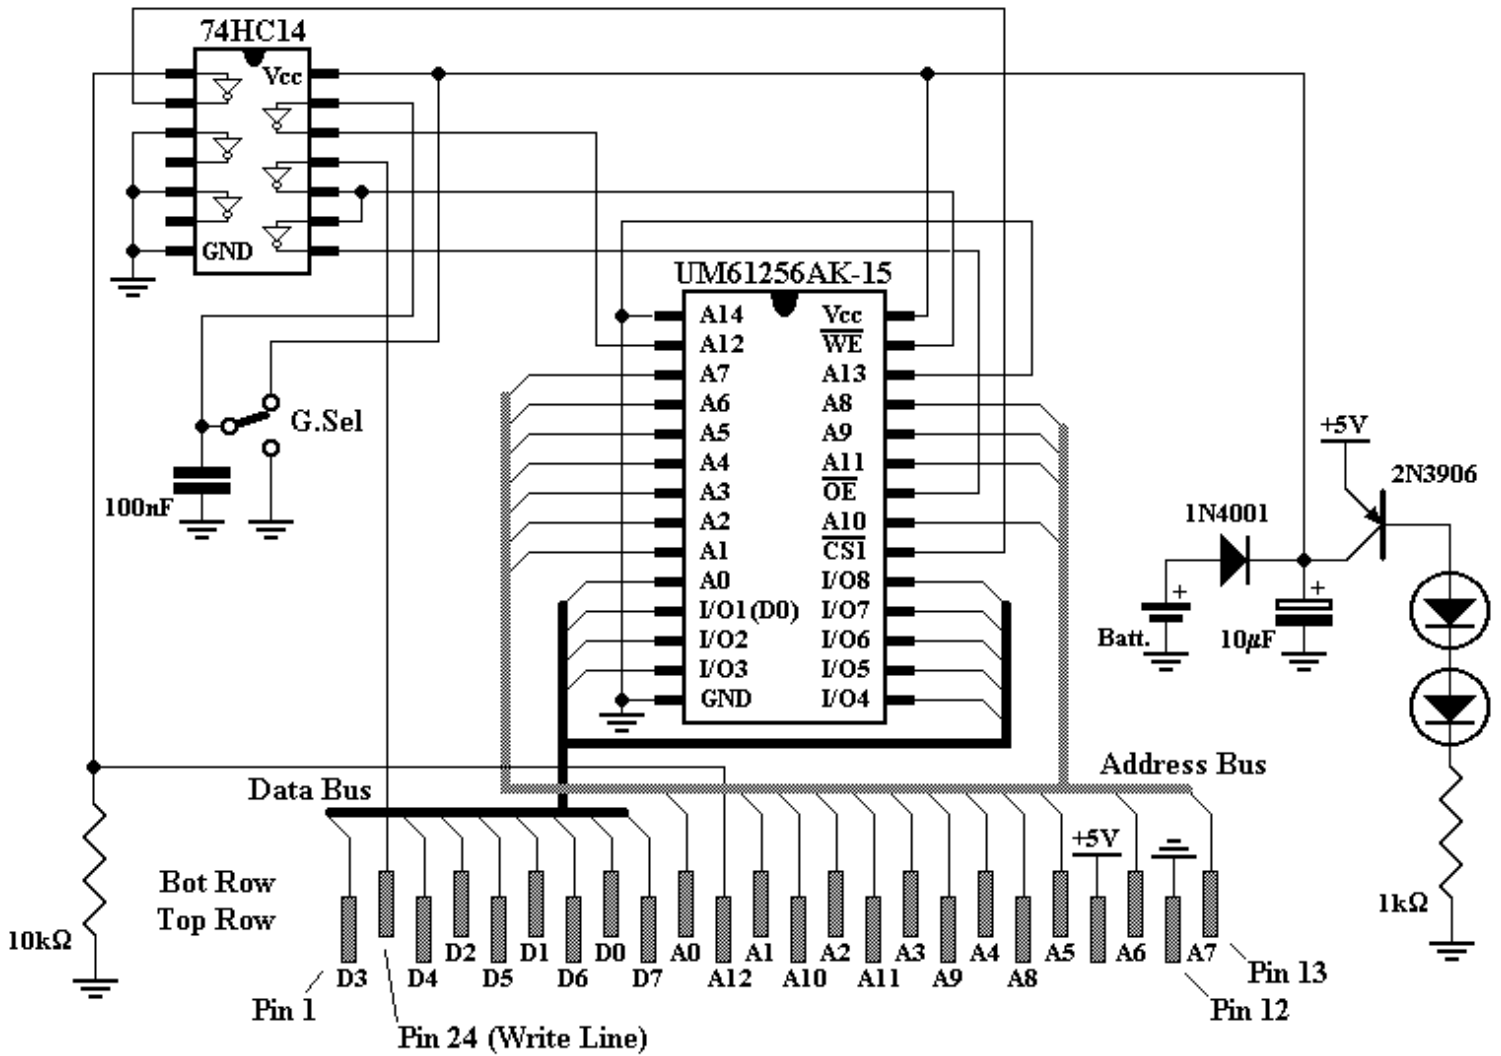 74HC14
Vcc
GND
UM61256AK-15
A14 Vcc
A12 WE
A7 A13
A6 A8
A5 A9
A4 A11
A3 OE
A2 A10
A1 CS1
A0 I/O8
I/O1(D0) I/O7
I/O2 I/O6
I/O3 I/O5
GND I/O4
G.Sel
100nF
+5V
2N3906
1N4001
+
+
Batt.
10µF
Data Bus
Address Bus
+5V
Bot Row
Top Row
10kΩ
1kΩ
D2 D1 D0 A0 A1 A2 A3 A4 A5 A6 A7
D3 D4 D5 D6 D7 A12 A10 A11 A9 A8
Pin 13
Pin 1
Pin 12
Pin 24 (Write Line)